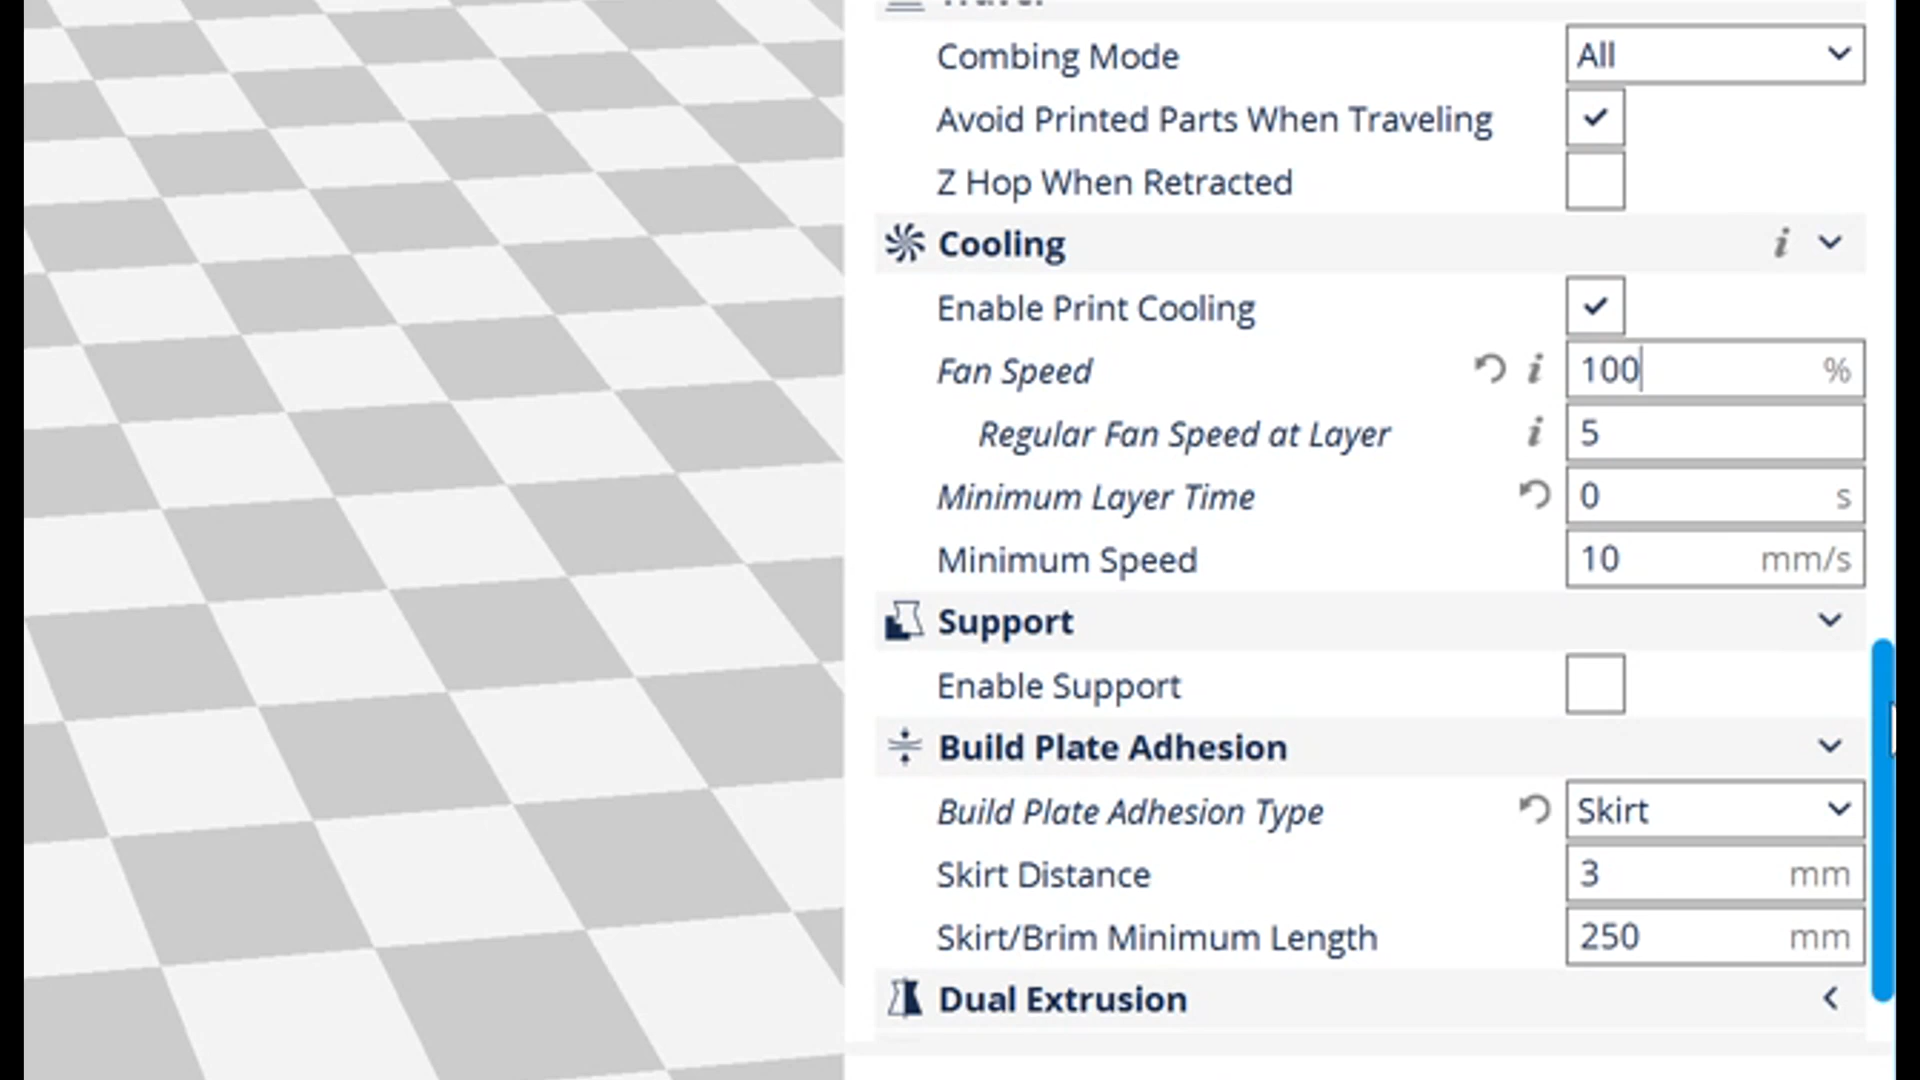 Travel
Combing Mode All
Avoid Printed Parts When Traveling
Z Hop When Retracted
Cooling i
Enable Print Cooling
Fan Speed i 100 %
Regular Fan Speed at Layer i 5
Minimum Layer Time 0 s
Minimum Speed 10 mm/s
Support
Enable Support
Build Plate Adhesion
Build Plate Adhesion Type Skirt
Skirt Distance 3 mm
Skirt/Brim Minimum Length 250 mm
Dual Extrusion